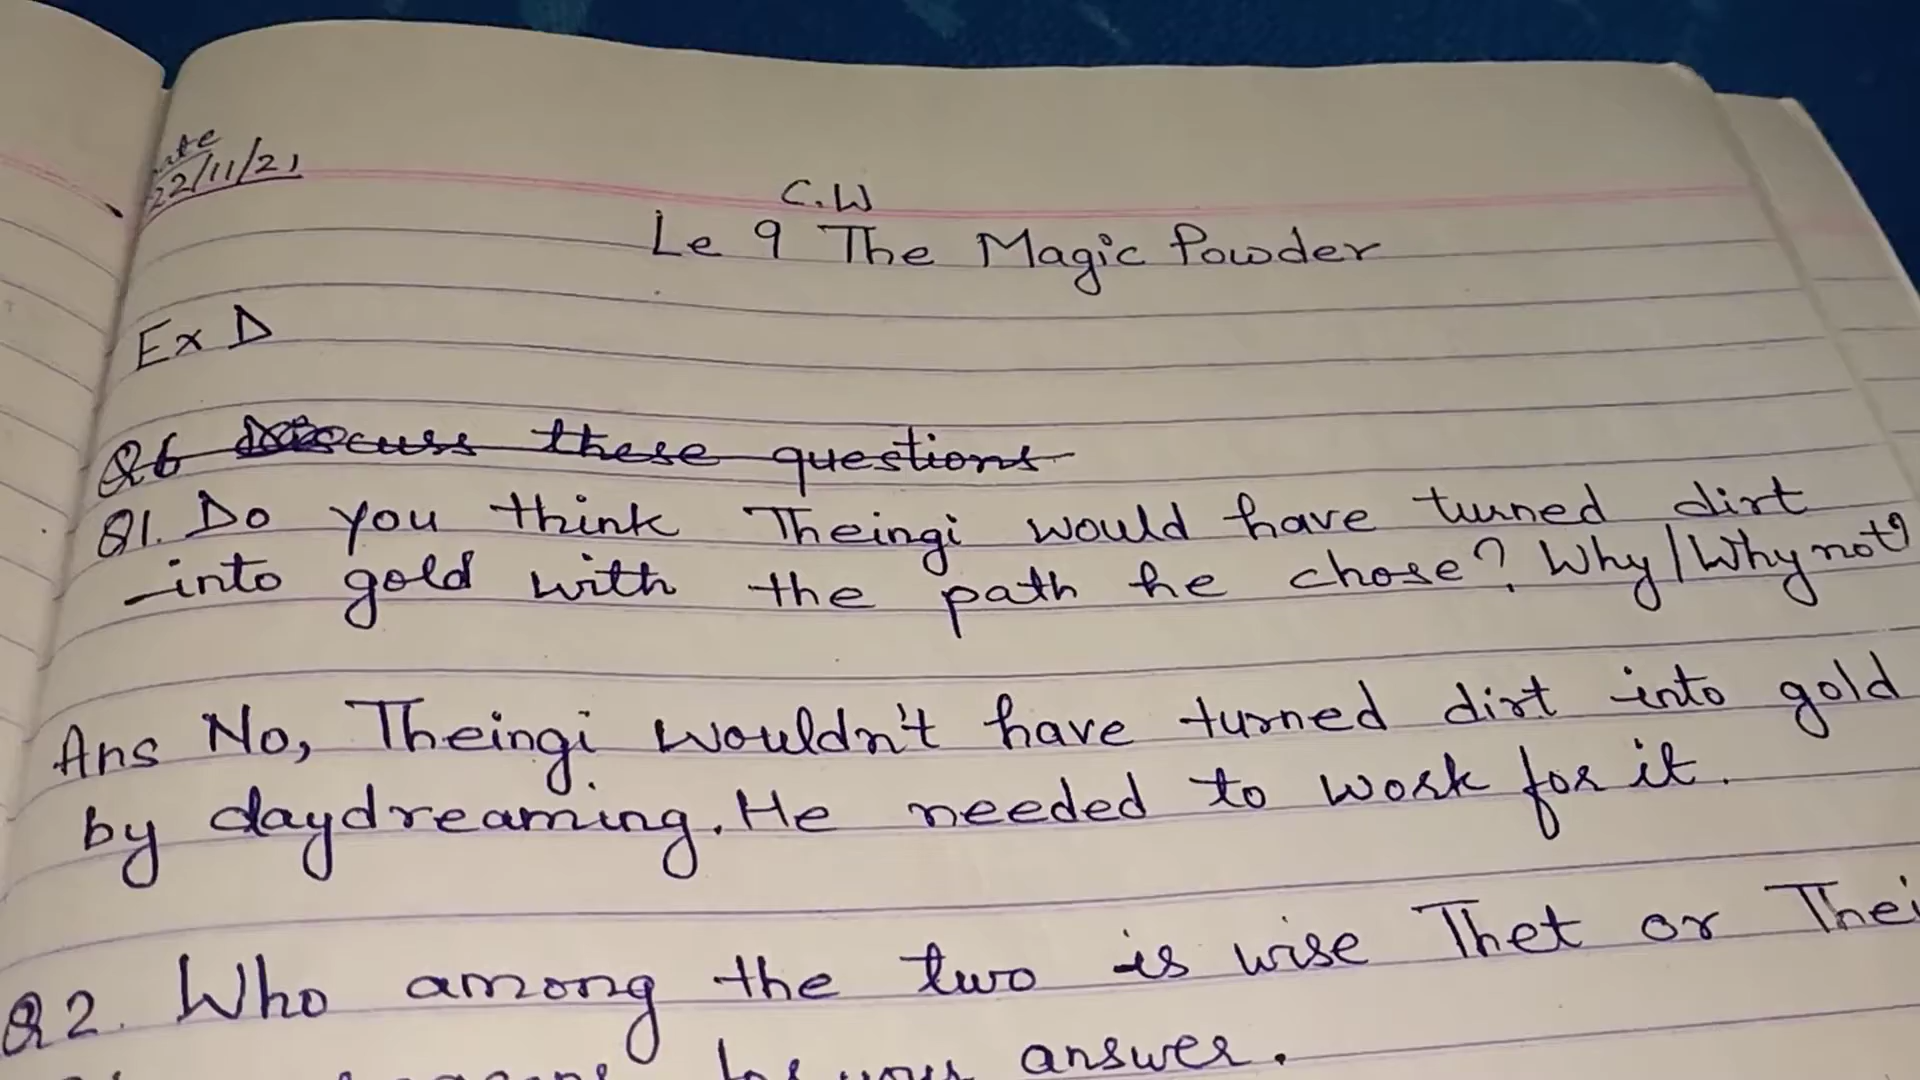 Date
22/11/21
C.W
Le 9 The Magic Powder
Ex D
Q6 Discuss these questions
Q1. Do you think Theingi would have turned dirt
into gold with the path he chose? Why/Why not?
Ans No, Theingi wouldn't have turned dirt into gold
by daydreaming. He needed to work for it.
Q2. Who among the two is wise Thet or Thei
for your answer.